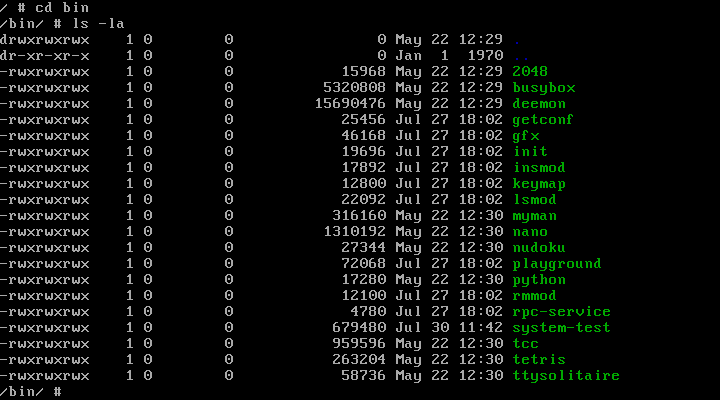 / # cd bin
/bin/ # ls -la
drwxrwxrwx    1 0        0               0 May 22 12:29 .
dr-xr-xr-x    1 0        0               0 Jan  1  1970 ..
-rwxrwxrwx    1 0        0           15968 May 22 12:29 2048
-rwxrwxrwx    1 0        0         5320808 May 22 12:29 busybox
-rwxrwxrwx    1 0        0        15690476 May 22 12:29 deemon
-rwxrwxrwx    1 0        0           25456 Jul 27 18:02 getconf
-rwxrwxrwx    1 0        0           46168 Jul 27 18:02 gfx
-rwxrwxrwx    1 0        0           19696 Jul 27 18:02 init
-rwxrwxrwx    1 0        0           17892 Jul 27 18:02 insmod
-rwxrwxrwx    1 0        0           12800 Jul 27 18:02 keymap
-rwxrwxrwx    1 0        0           22092 Jul 27 18:02 lsmod
-rwxrwxrwx    1 0        0          316160 May 22 12:30 myman
-rwxrwxrwx    1 0        0         1310192 May 22 12:30 nano
-rwxrwxrwx    1 0        0           27344 May 22 12:30 nudoku
-rwxrwxrwx    1 0        0           72068 Jul 27 18:02 playground
-rwxrwxrwx    1 0        0           17280 May 22 12:30 python
-rwxrwxrwx    1 0        0           12100 Jul 27 18:02 rmmod
-rwxrwxrwx    1 0        0            4780 Jul 27 18:02 rpc-service
-rwxrwxrwx    1 0        0          679480 Jul 30 11:42 system-test
-rwxrwxrwx    1 0        0          959596 May 22 12:30 tcc
-rwxrwxrwx    1 0        0          263204 May 22 12:30 tetris
-rwxrwxrwx    1 0        0           58736 May 22 12:30 ttysolitaire
/bin/ #